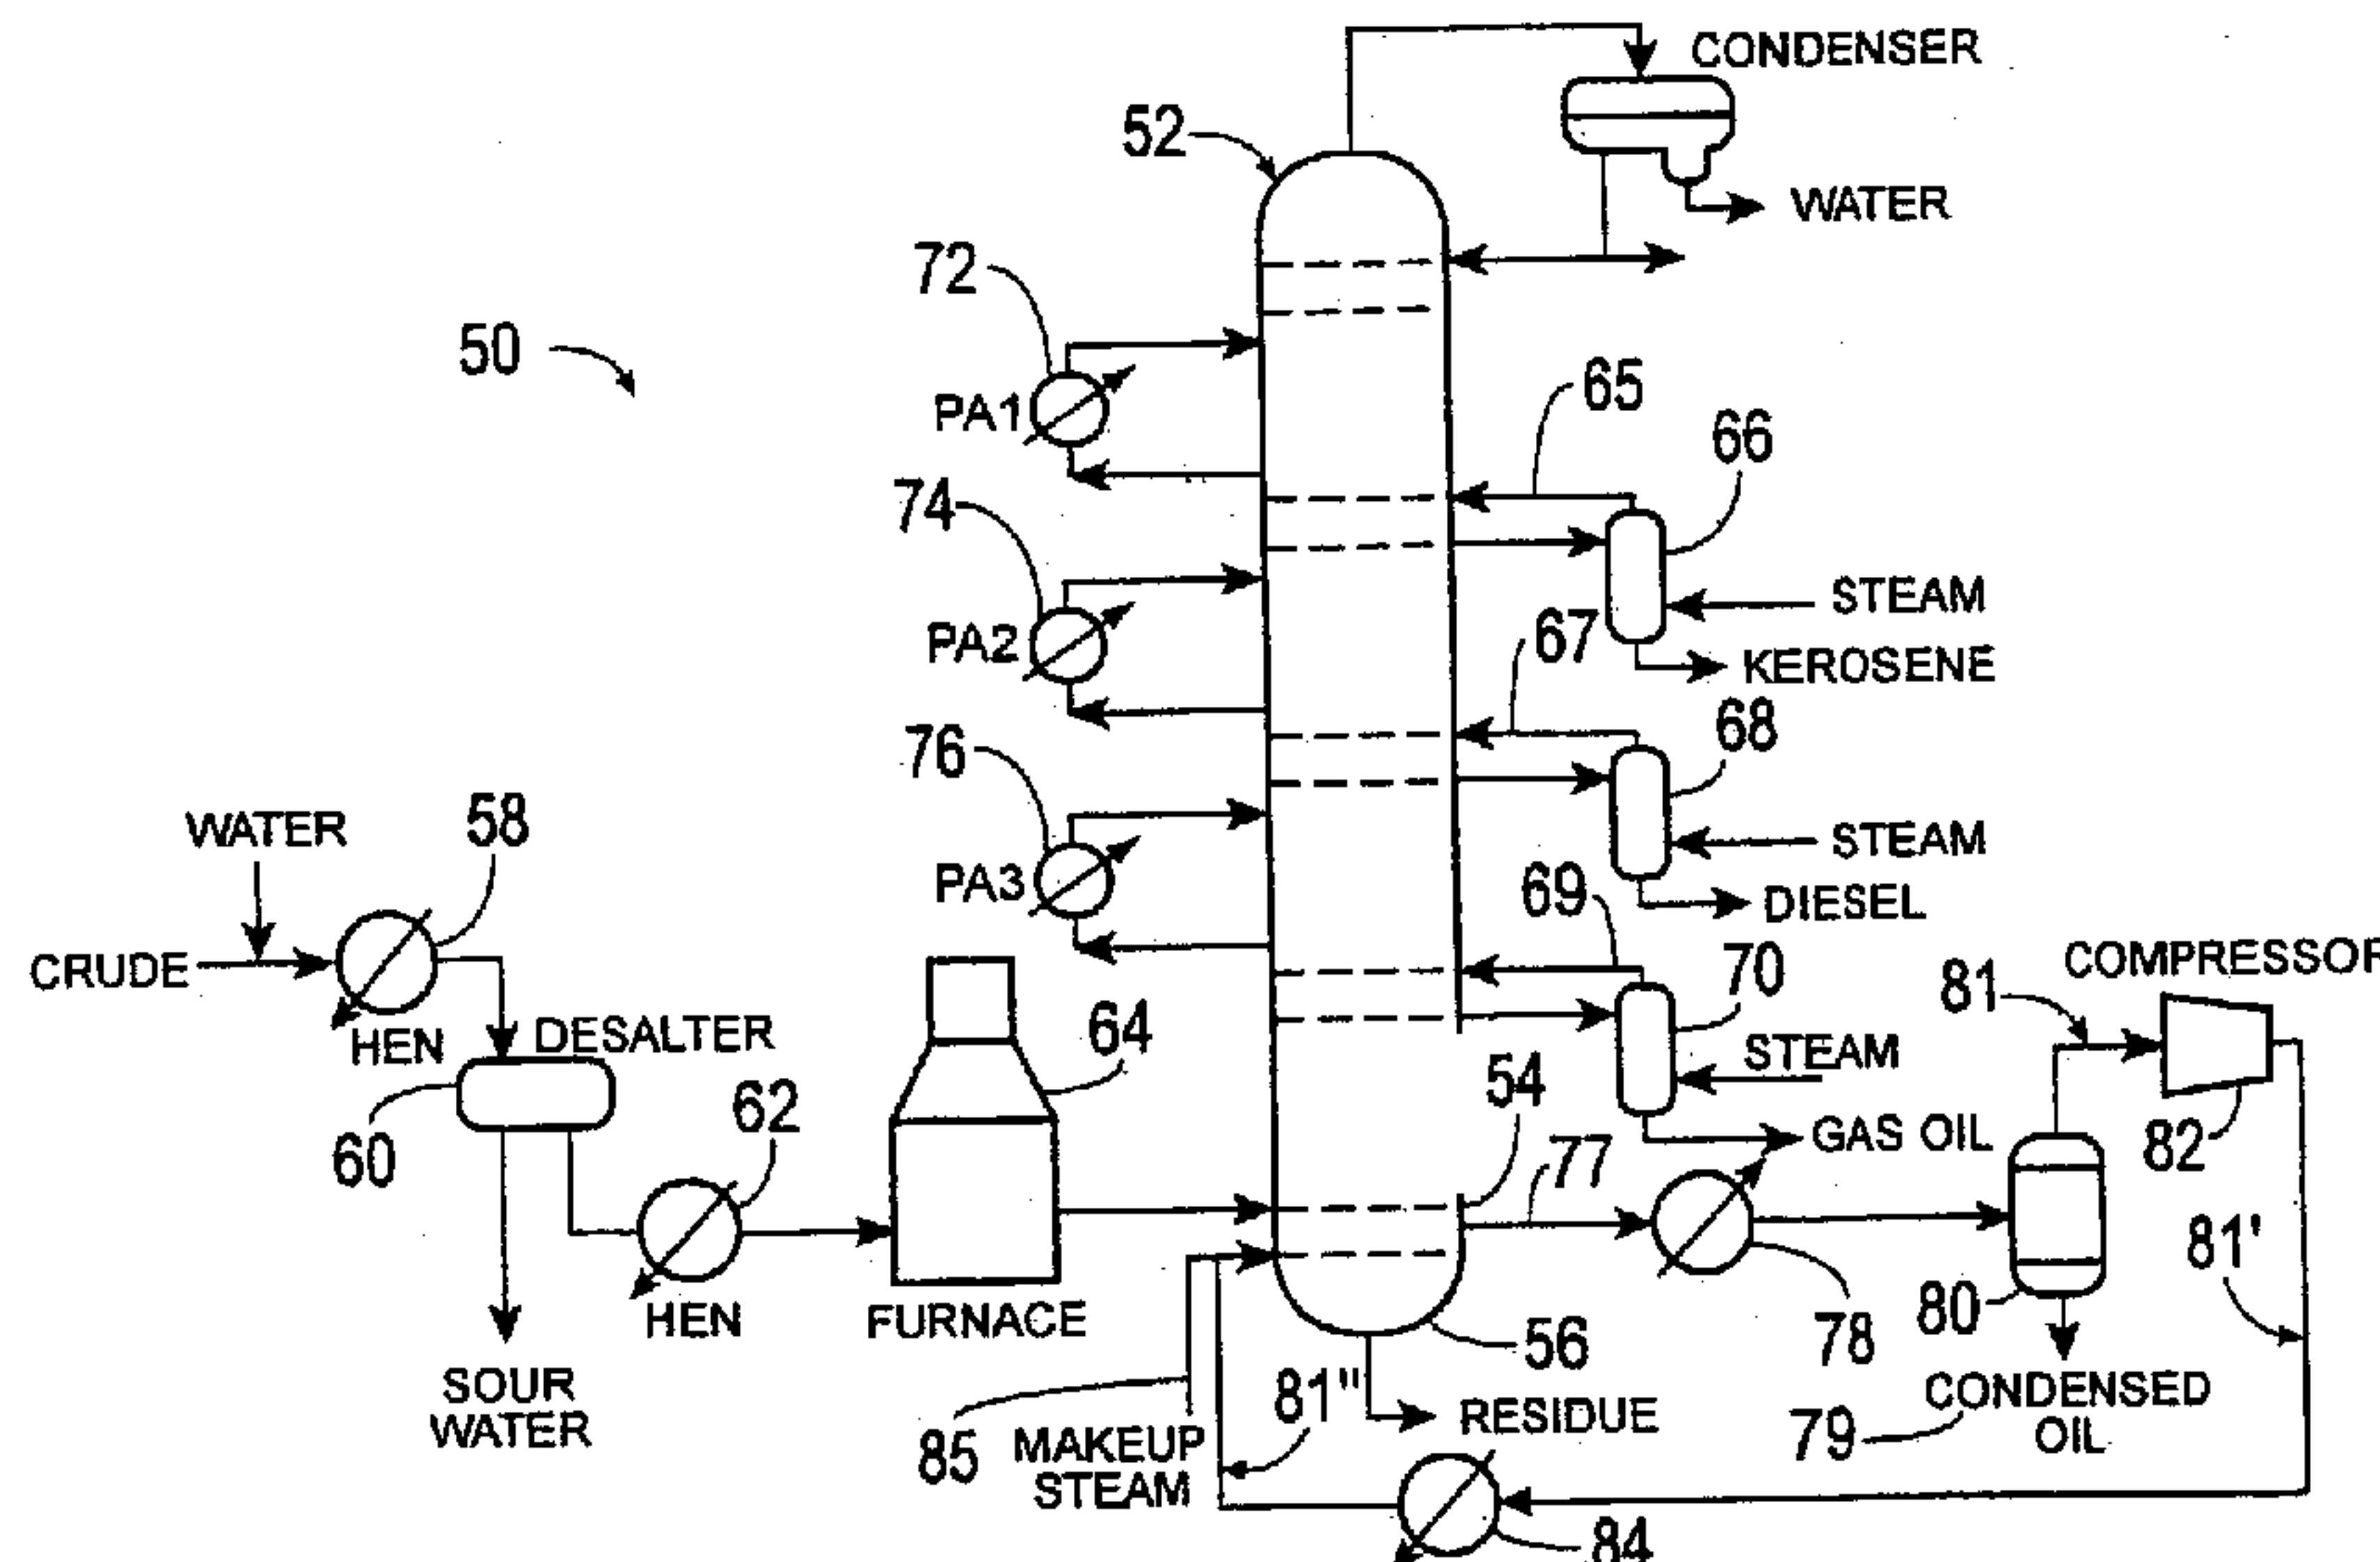 CONDENSER
52
WATER
72
50
65
PA1
66
74
STEAM
PA2
67
KEROSENE
68
76
WATER
58
STEAM
PA3
69
DIESEL
CRUDE
70
COMPRESSOR
81
HEN
DESALTER
64
STEAM
54
62
60
77
GAS OIL
82
81'
80
HEN
FURNACE
56
78
SOUR
WATER
81"
RESIDUE
CONDENSED
OIL
79
85
MAKEUP
STEAM
84